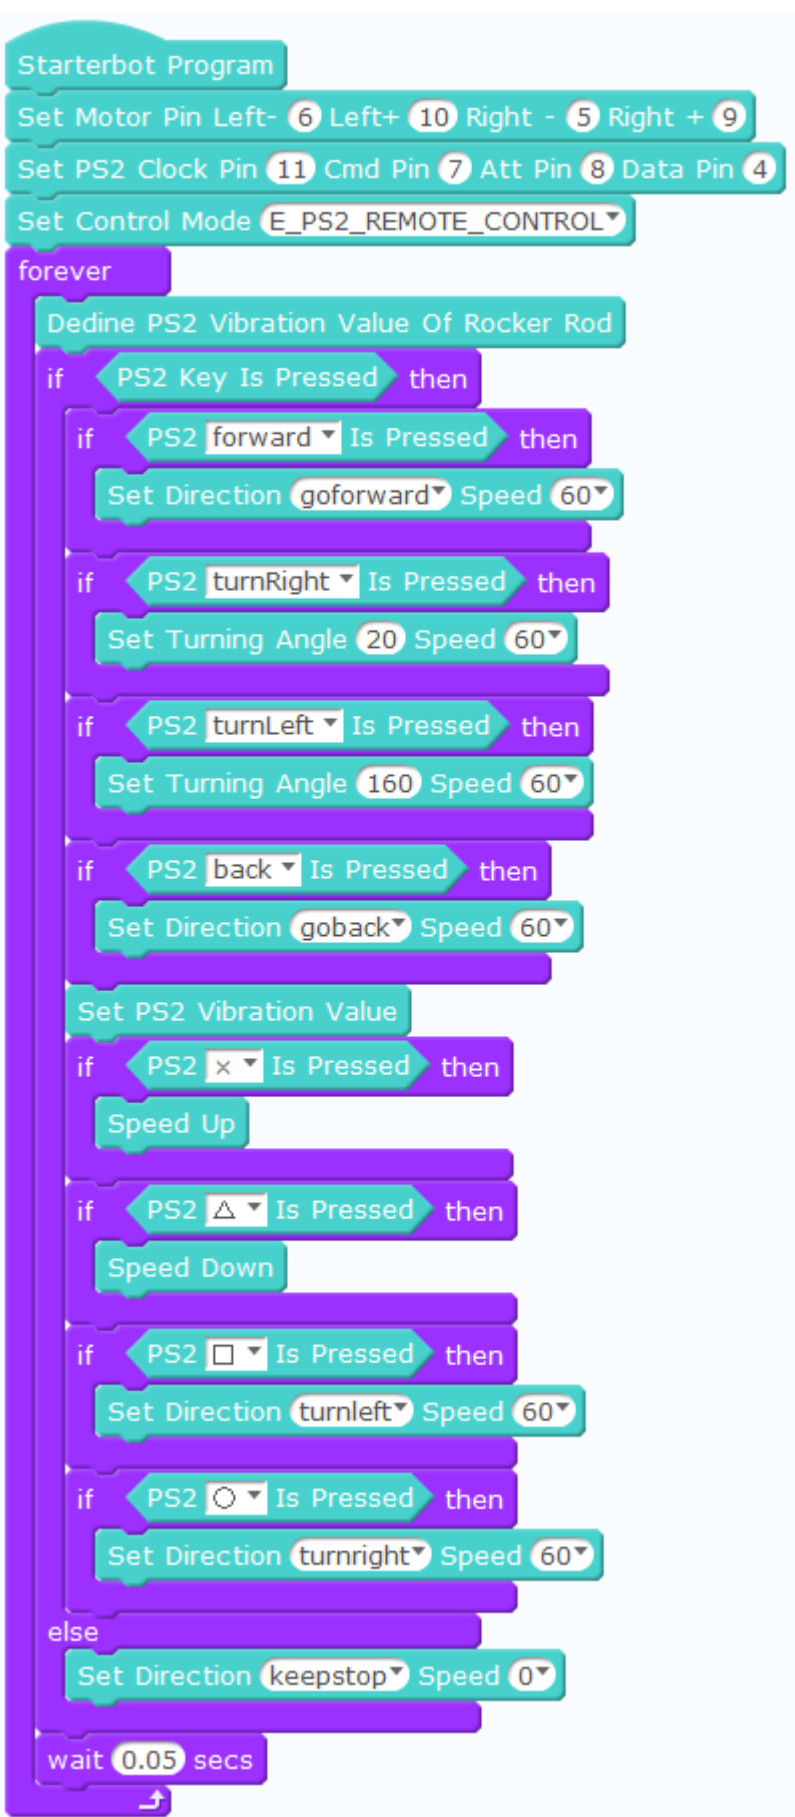 Starterbot Program
Set Motor Pin Left- 6 Left+ 10 Right - 5 Right + 9
Set PS2 Clock Pin 11 Cmd Pin 7 Att Pin 8 Data Pin 4
Set Control Mode E_PS2_REMOTE_CONTROL
forever
Dedine PS2 Vibration Value Of Rocker Rod
if PS2 Key Is Pressed then
if PS2 forward Is Pressed then
Set Direction goforward Speed 60
if PS2 turnRight Is Pressed then
Set Turning Angle 20 Speed 60
if PS2 turnLeft Is Pressed then
Set Turning Angle 160 Speed 60
if PS2 back Is Pressed then
Set Direction goback Speed 60
Set PS2 Vibration Value
if PS2 × Is Pressed then
Speed Up
if PS2 △ Is Pressed then
Speed Down
if PS2 □ Is Pressed then
Set Direction turnleft Speed 60
if PS2 ○ Is Pressed then
Set Direction turnright Speed 60
else
Set Direction keepstop Speed 0
wait 0.05 secs